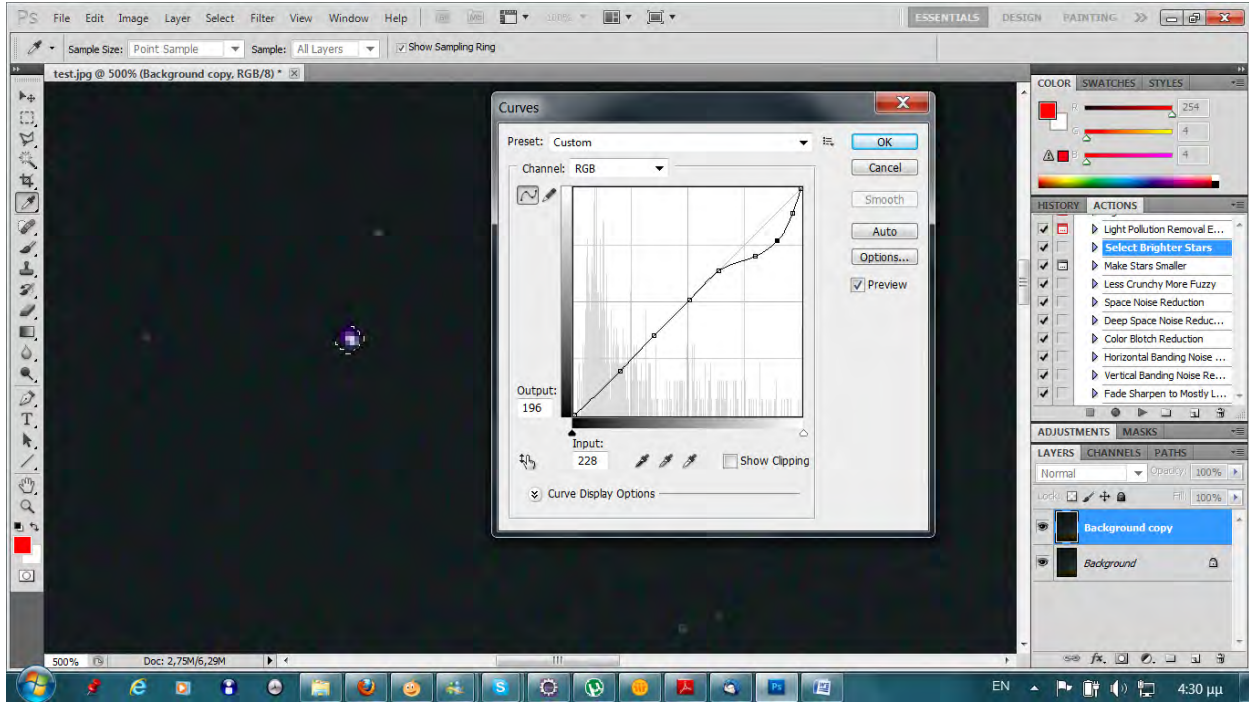 PS File Edit Image Layer Select Filter View Window Help
ESSENTIALS DESIGN PAINTING
Sample Size: Point Sample Sample: All Layers Show Sampling Ring
test.jpg @ 500% (Background copy, RGB/8) *
Curves
Preset: Custom
Channel: RGB
OK
Cancel
Smooth
Auto
Options...
Preview
Output:
196
Input:
228
Show Clipping
Curve Display Options
COLOR SWATCHES STYLES
R 254
G 4
B 4
HISTORY ACTIONS
Light Pollution Removal E...
Select Brighter Stars
Make Stars Smaller
Less Crunchy More Fuzzy
Space Noise Reduction
Deep Space Noise Reduc...
Color Blotch Reduction
Horizontal Banding Noise ...
Vertical Banding Noise Re...
Fade Sharpen to Mostly L...
ADJUSTMENTS MASKS
LAYERS CHANNELS PATHS
Normal Opacity: 100%
Lock: Fill: 100%
Background copy
Background
fx.
500% Doc: 2,75M/6,29M
EN 4:30 μμ